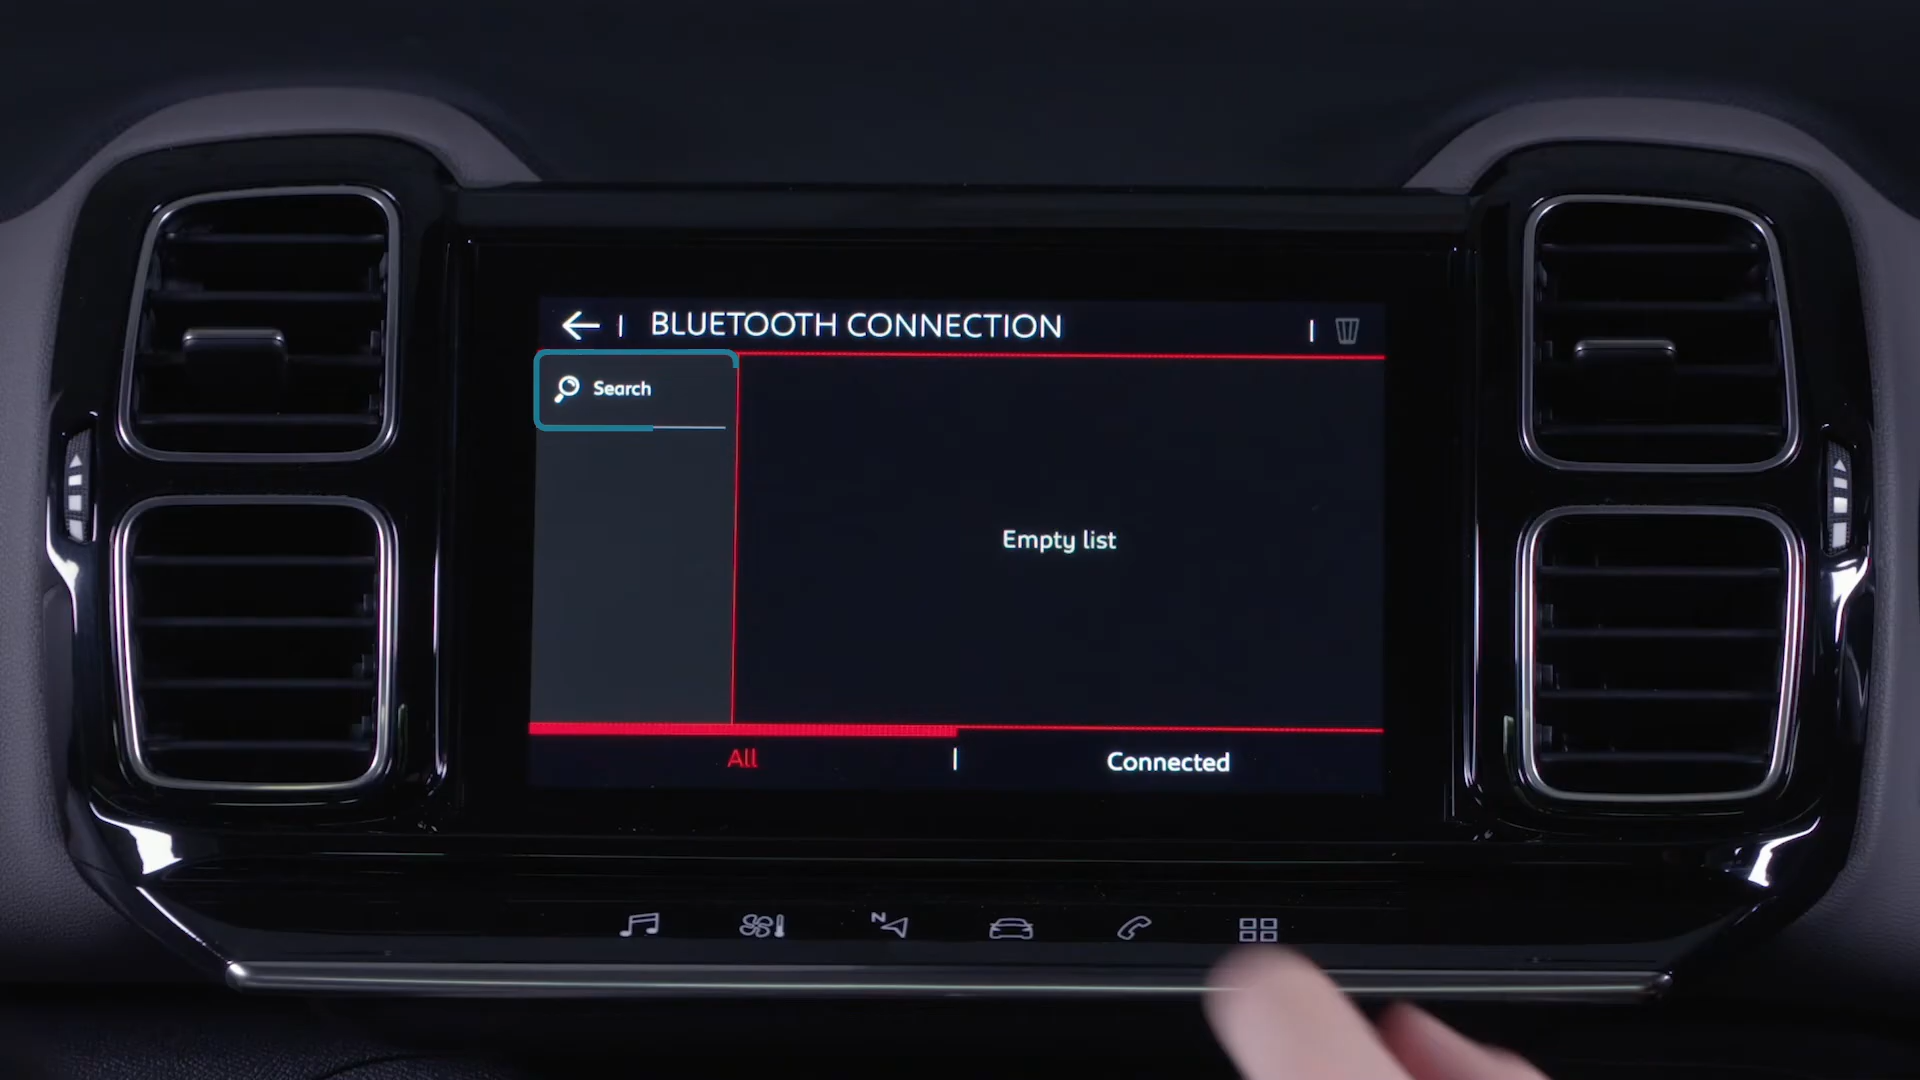 BLUETOOTH CONNECTION
Search
Empty list
All
Connected
N